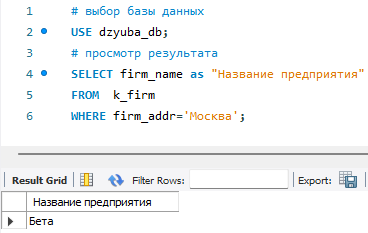 1 # выбор базы данных
2 USE dzyuba_db;
3 # просмотр результата
4 SELECT firm_name as "Название предприятия"
5 FROM k_firm
6 WHERE firm_addr='Москва';
Result Grid Filter Rows: Export:
Название предприятия
Бета